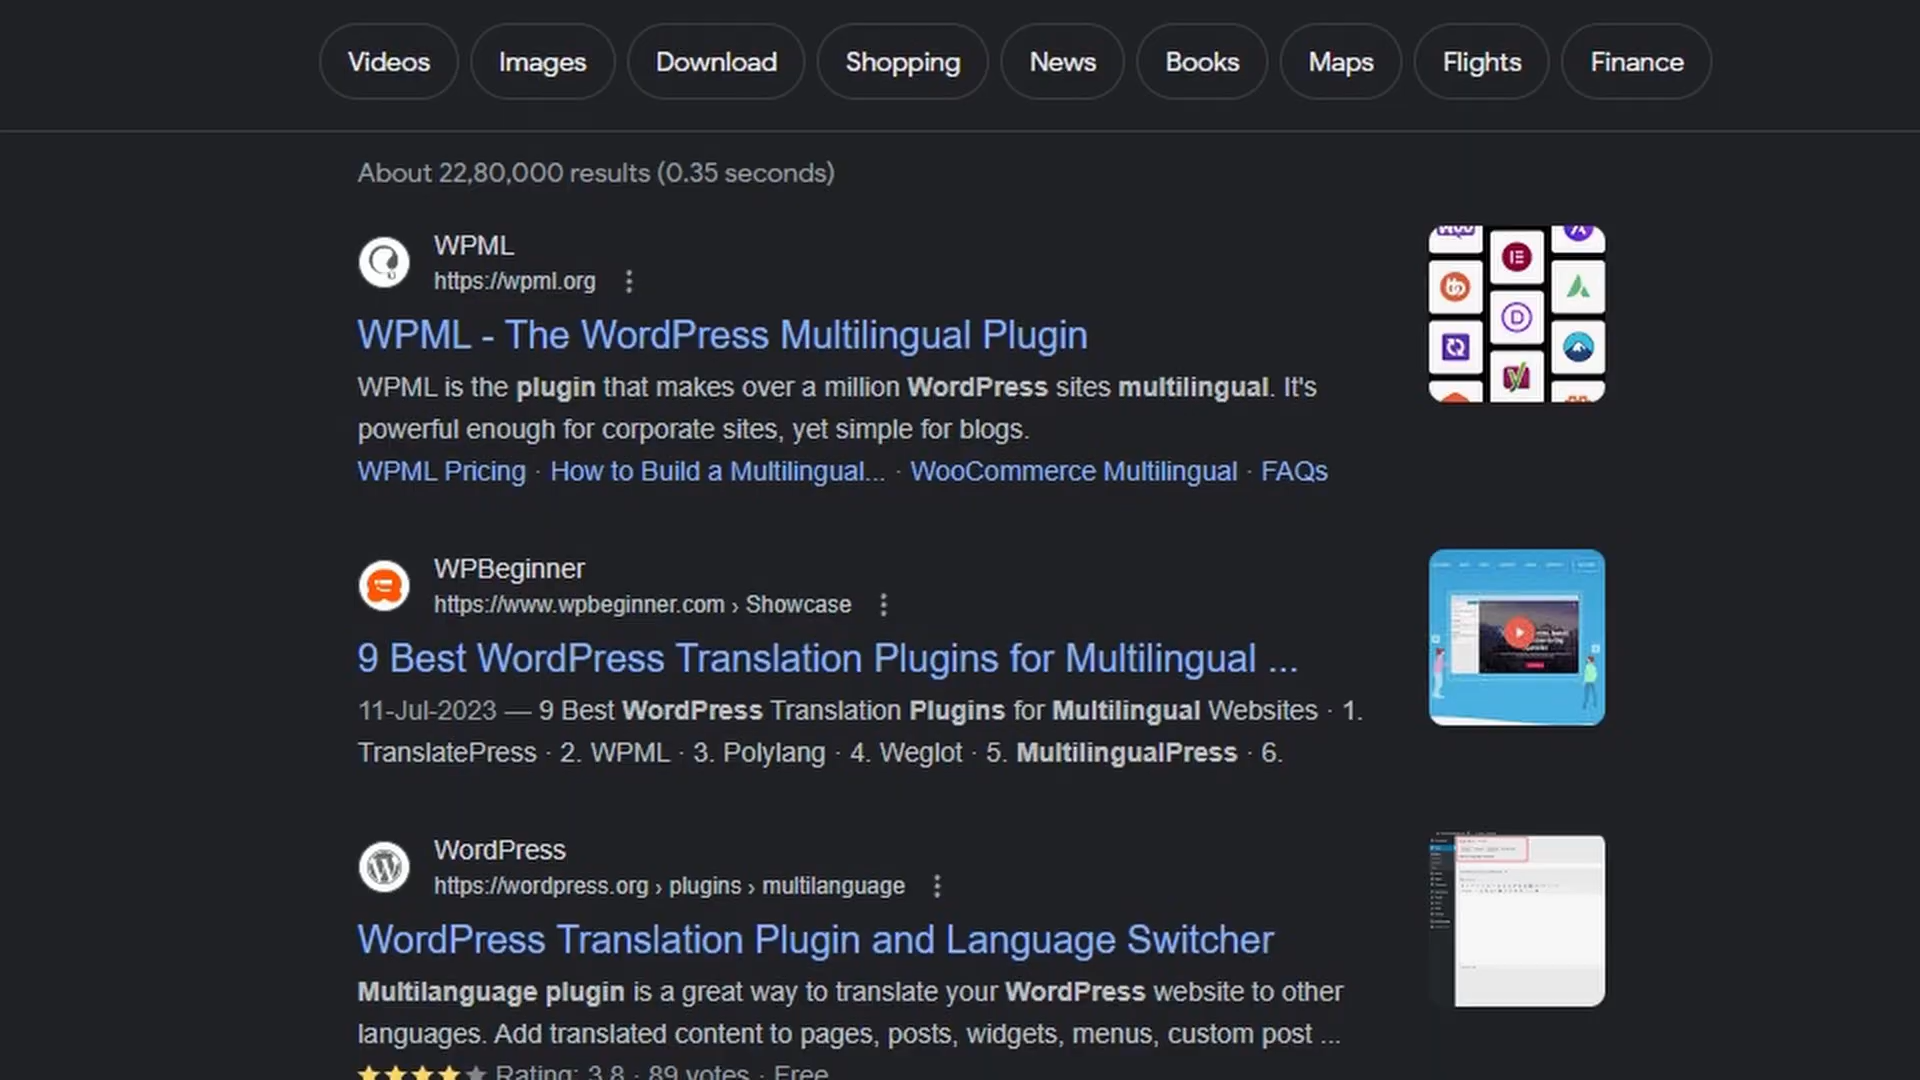 Videos Images Download Shopping News Books Maps Flights Finance
About 22,80,000 results (0.35 seconds)
WPML
https://wpml.org
WPML - The WordPress Multilingual Plugin
WPML is the plugin that makes over a million WordPress sites multilingual. It's
powerful enough for corporate sites, yet simple for blogs.
WPML Pricing · How to Build a Multilingual... · WooCommerce Multilingual · FAQs
WPBeginner
https://www.wpbeginner.com › Showcase
9 Best WordPress Translation Plugins for Multilingual ...
11-Jul-2023 — 9 Best WordPress Translation Plugins for Multilingual Websites · 1.
TranslatePress · 2. WPML · 3. Polylang · 4. Weglot · 5. MultilingualPress · 6.
WordPress
https://wordpress.org › plugins › multilanguage
WordPress Translation Plugin and Language Switcher
Multilanguage plugin is a great way to translate your WordPress website to other
languages. Add translated content to pages, posts, widgets, menus, custom post ...
Rating: 3.8 · 89 votes · Free